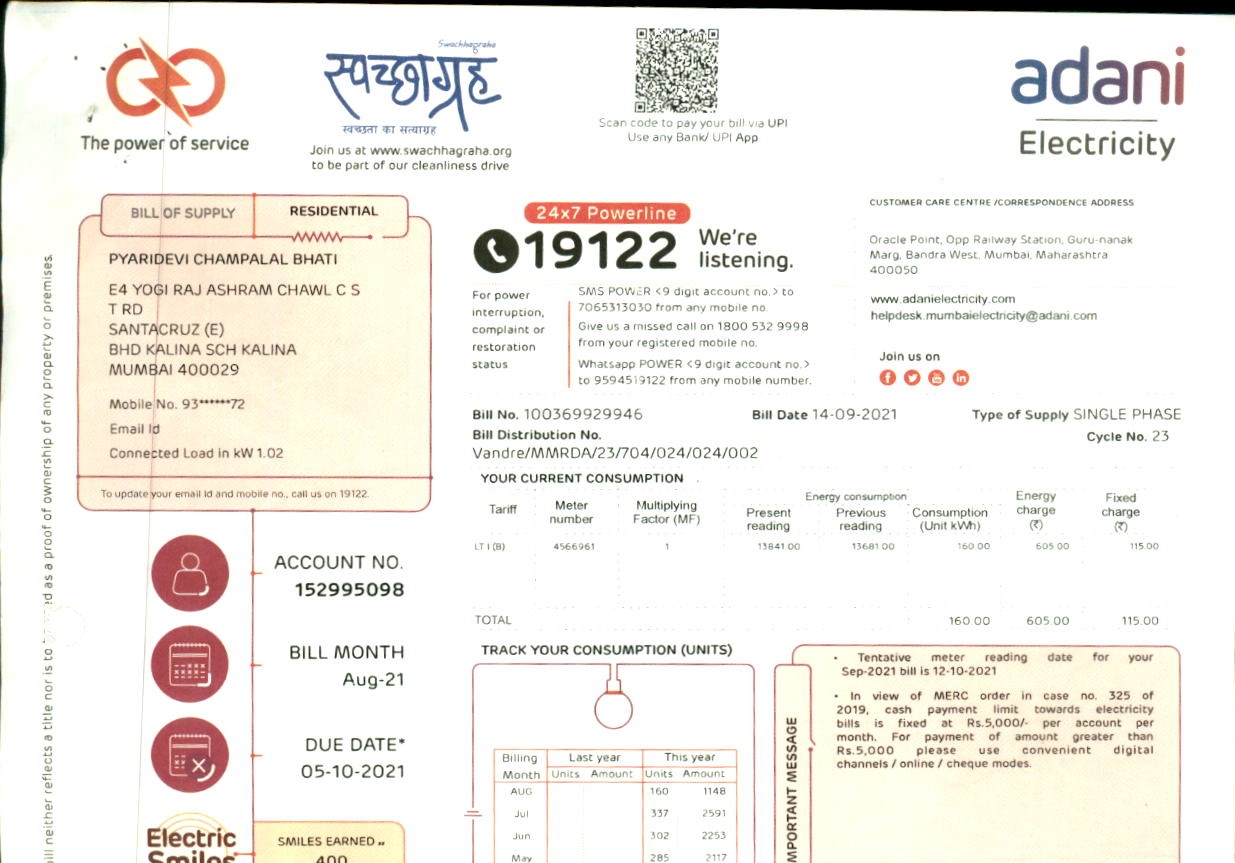 The power of service
Swachhagraha
स्वच्छाग्रह
स्वच्छता का सत्याग्रह
Join us at www.swachhagraha.org
to be part of our cleanliness drive
Scan code to pay your bill via UPI
Use any Bank/ UPI App
adani
Electricity
BILL OF SUPPLY RESIDENTIAL
PYARIDEVI CHAMPALAL BHATI
E4 YOGI RAJ ASHRAM CHAWL C S
T RD
SANTACRUZ (E)
BHD KALINA SCH KALINA
MUMBAI 400029
Mobile No. 93******72
Email Id
Connected Load in kW 1.02
To update your email Id and mobile no., call us on 19122.
24x7 Powerline
19122 We're
listening.
For power
interruption,
complaint or
restoration
status
SMS POWER <9 digit account no.> to
7065313030 from any mobile no.
Give us a missed call on 1800 532 9998
from your registered mobile no.
Whatsapp POWER <9 digit account no.>
to 9594519122 from any mobile number.
CUSTOMER CARE CENTRE /CORRESPONDENCE ADDRESS
Oracle Point, Opp Railway Station, Guru-nanak
Marg, Bandra West, Mumbai, Maharashtra
400050
www.adanielectricity.com
helpdesk.mumbaielectricity@adani.com
Join us on
Bill No. 100369929946 Bill Date 14-09-2021 Type of Supply SINGLE PHASE
Bill Distribution No. Cycle No. 23
Vandre/MMRDA/23/704/024/024/002
YOUR CURRENT CONSUMPTION
Tariff Meter number Multiplying Factor (MF) Energy consumption Present reading Previous reading Consumption (Unit kWh) Energy charge (₹) Fixed charge (₹)
LT I (B) 4566961 1 13841.00 13681.00 160.00 605.00 115.00
TOTAL 160.00 605.00 115.00
ACCOUNT NO.
152995098
BILL MONTH
Aug-21
DUE DATE*
05-10-2021
Electric
Smiles
SMILES EARNED
400
TRACK YOUR CONSUMPTION (UNITS)
Billing Month Last year Units Amount This year Units Amount
AUG 160 1148
Jul 337 2591
Jun 302 2253
May 285 2117
IMPORTANT MESSAGE
• Tentative meter reading date for your
Sep-2021 bill is 12-10-2021
• In view of MERC order in case no. 325 of
2019, cash payment limit towards electricity
bills is fixed at Rs.5,000/- per account per
month. For payment of amount greater than
Rs.5,000 please use convenient digital
channels / online / cheque modes.
bill neither reflects a title nor is to as a proof of ownership of any property or premises.